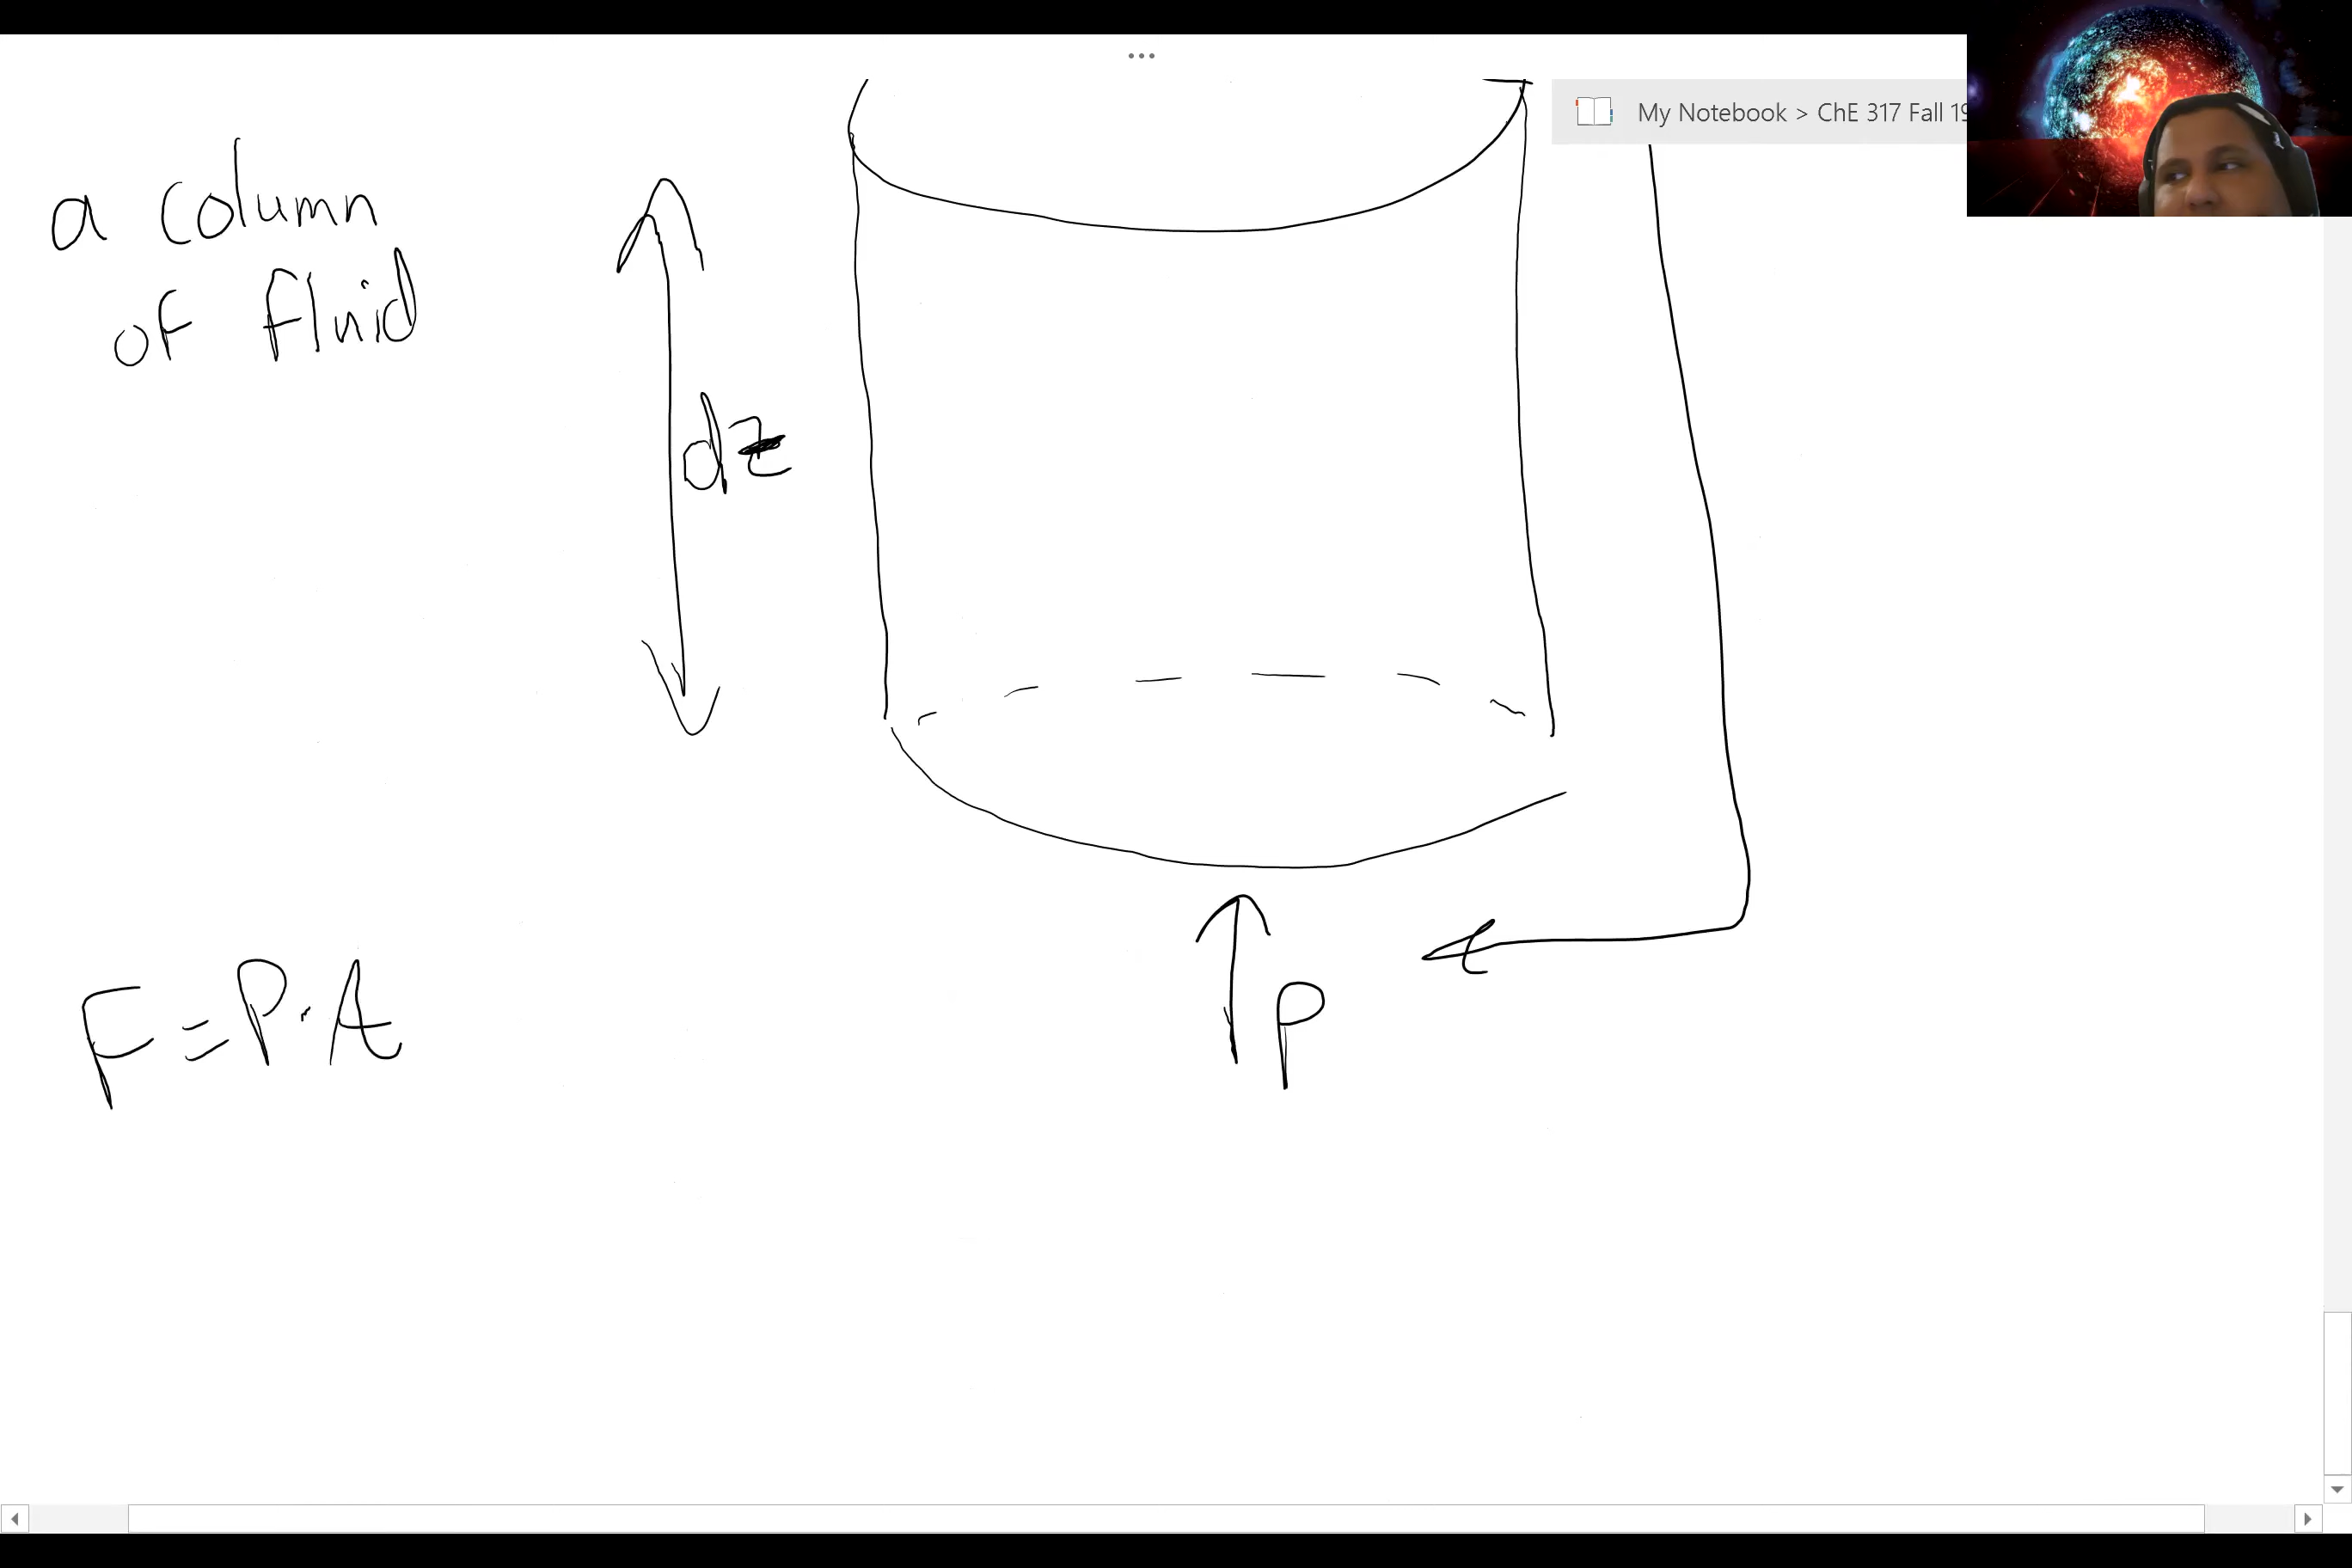 My Notebook > ChE 317 Fall 19
a column
of fluid
dz
F=P·A
P